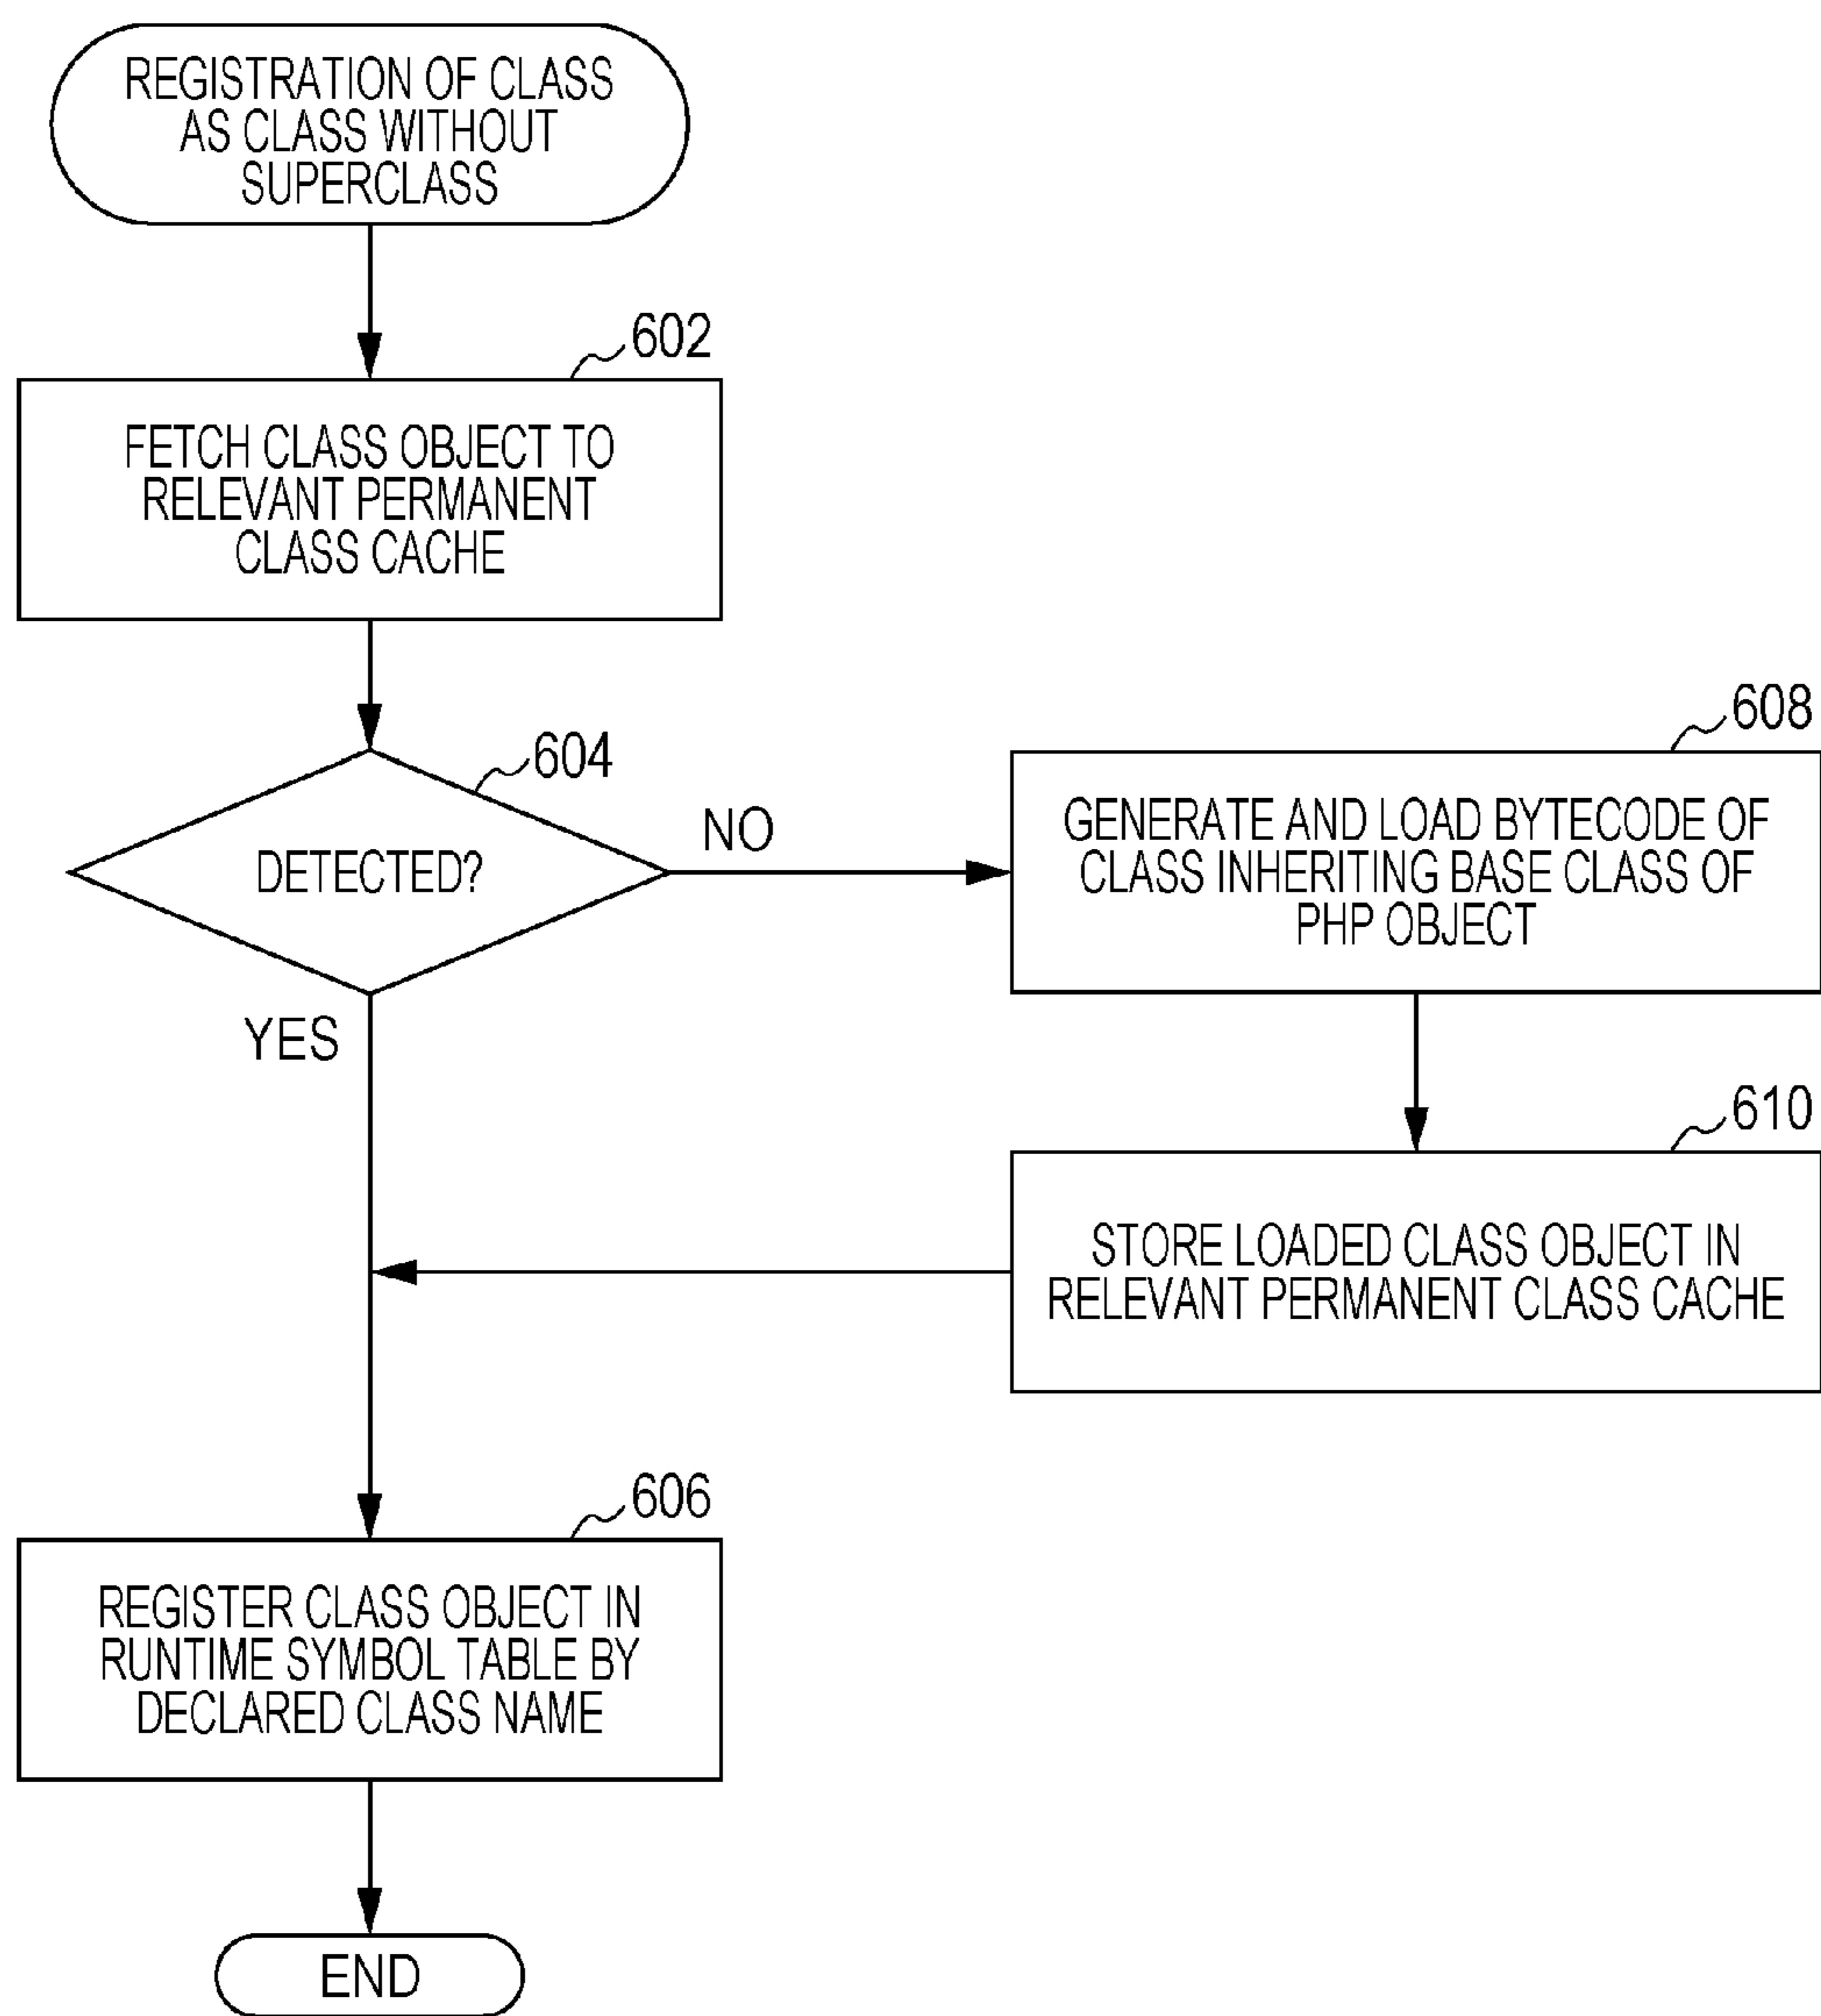 REGISTRATION OF CLASS
AS CLASS WITHOUT
SUPERCLASS
602
FETCH CLASS OBJECT TO
RELEVANT PERMANENT
CLASS CACHE
604
DETECTED?
NO
YES
608
GENERATE AND LOAD BYTECODE OF
CLASS INHERITING BASE CLASS OF
PHP OBJECT
610
STORE LOADED CLASS OBJECT IN
RELEVANT PERMANENT CLASS CACHE
606
REGISTER CLASS OBJECT IN
RUNTIME SYMBOL TABLE BY
DECLARED CLASS NAME
END